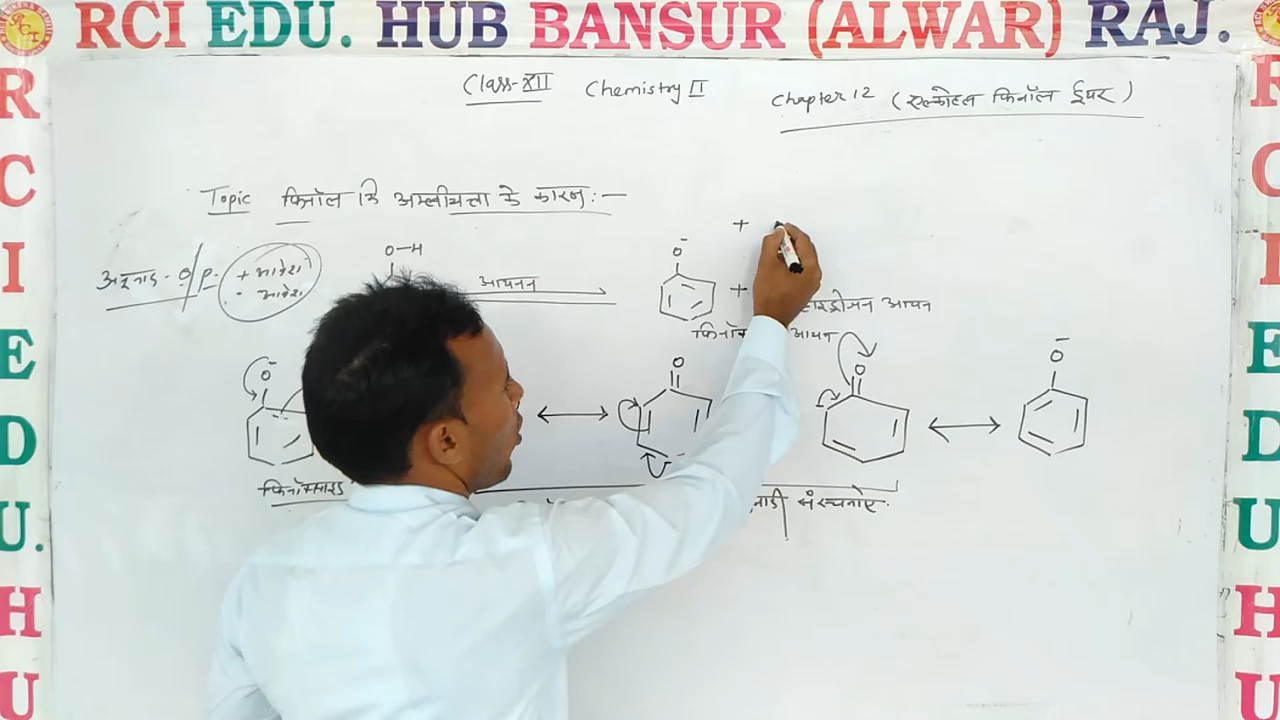 RCI EDU. HUB BANSUR (ALWAR) RAJ.
Class-XII Chemistry II Chapter 12 (एल्कोहल फिनॉल ईथर)
Topic फिनॉल कि अम्लीयता के कारण:—
अनुनाद - o/p- + आवेश
- आवेश
O—H
आयनन
O⁻
+
+
हाइड्रोजन आयन
आयन
O⁻
O
O
O⁻
संरचनाए
R
C
I
E
D
U.
H
U
R
C
I
E
D
U
H
U